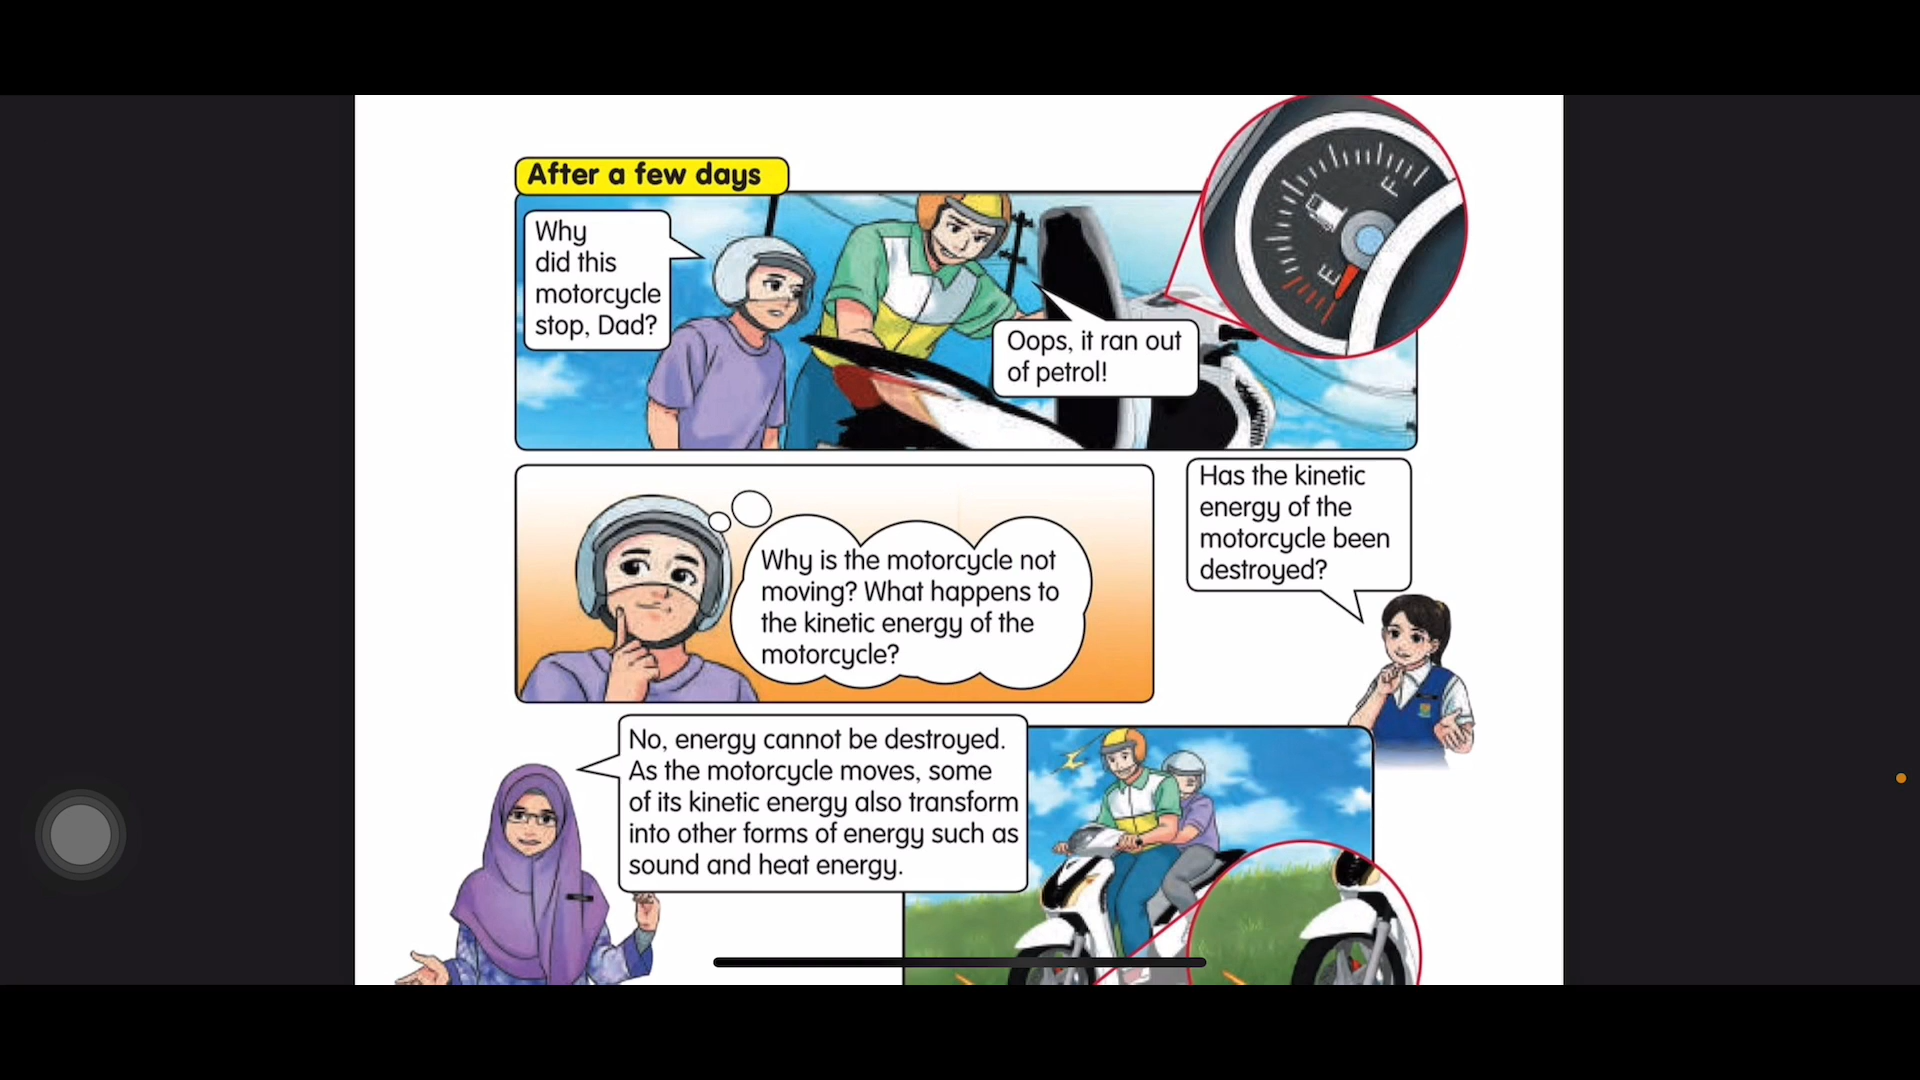 After a few days
Why
did this
motorcycle
stop, Dad?
Oops, it ran out
of petrol!
F
E
Why is the motorcycle not
moving? What happens to
the kinetic energy of the
motorcycle?
Has the kinetic
energy of the
motorcycle been
destroyed?
No, energy cannot be destroyed.
As the motorcycle moves, some
of its kinetic energy also transform
into other forms of energy such as
sound and heat energy.